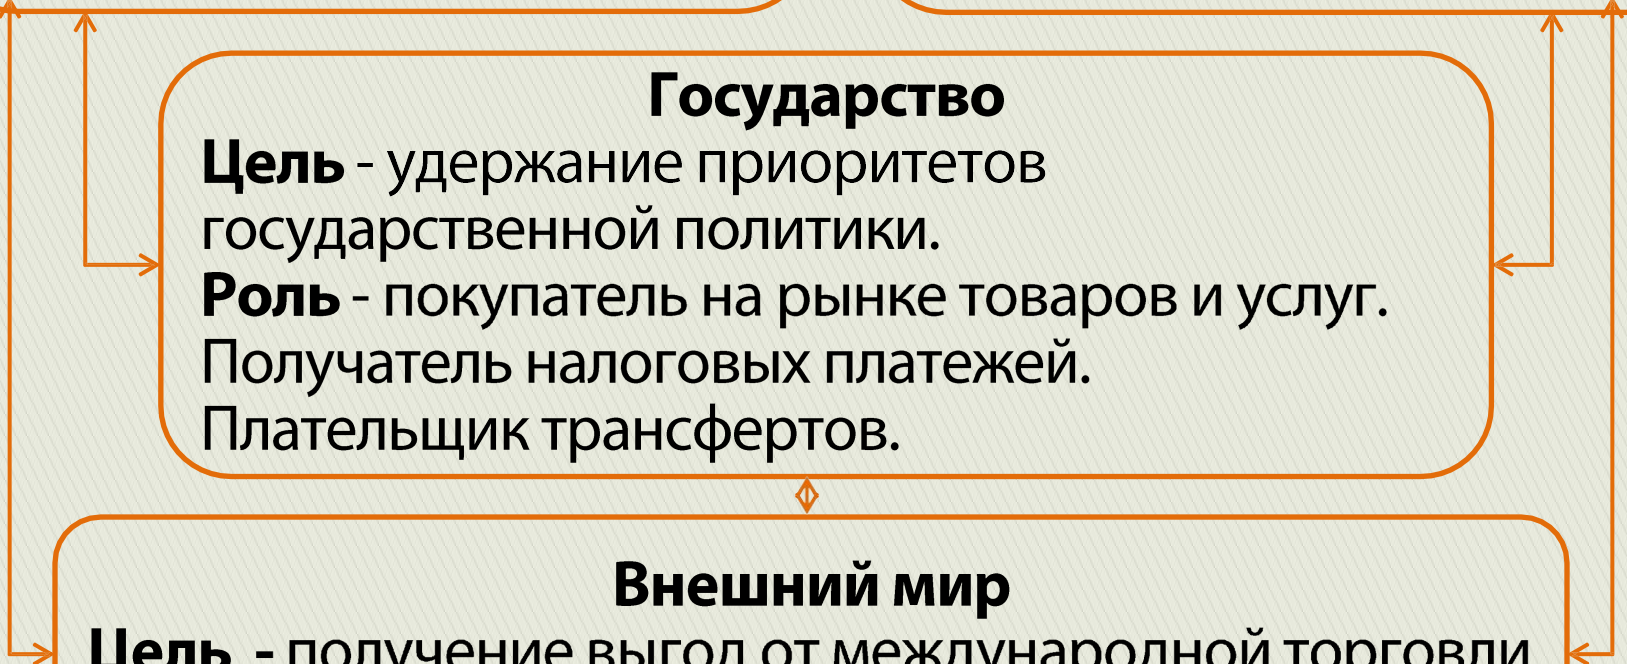 Государство
Цель - удержание приоритетов
государственной политики.
Роль - покупатель на рынке товаров и услуг.
Получатель налоговых платежей.
Плательщик трансфертов.
Внешний мир
Цель - получение выгод от международной торговли